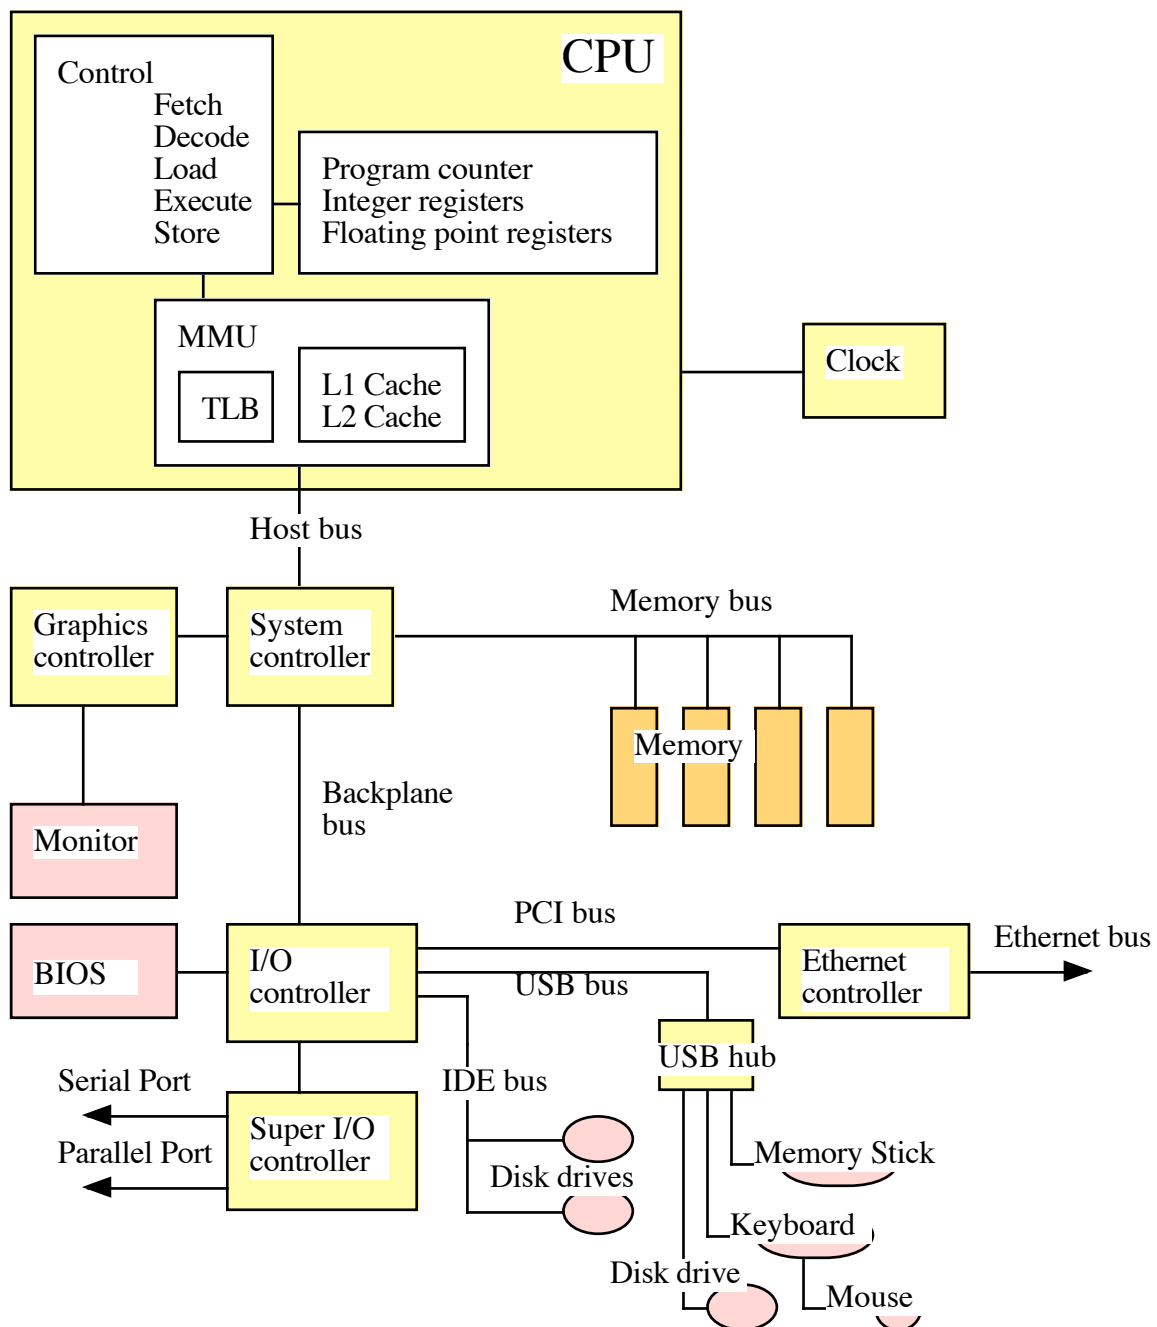 CPU
Control
Fetch
Decode
Load
Execute
Store
Program counter
Integer registers
Floating point registers
MMU
TLB
L1 Cache
L2 Cache
Clock
Host bus
Graphics
controller
System
controller
Memory bus
Memory
Backplane
bus
Monitor
BIOS
I/O
controller
PCI bus
USB bus
Ethernet
controller
Ethernet bus
USB hub
Serial Port
Parallel Port
Super I/O
controller
IDE bus
Disk drives
Memory Stick
Keyboard
Disk drive
Mouse